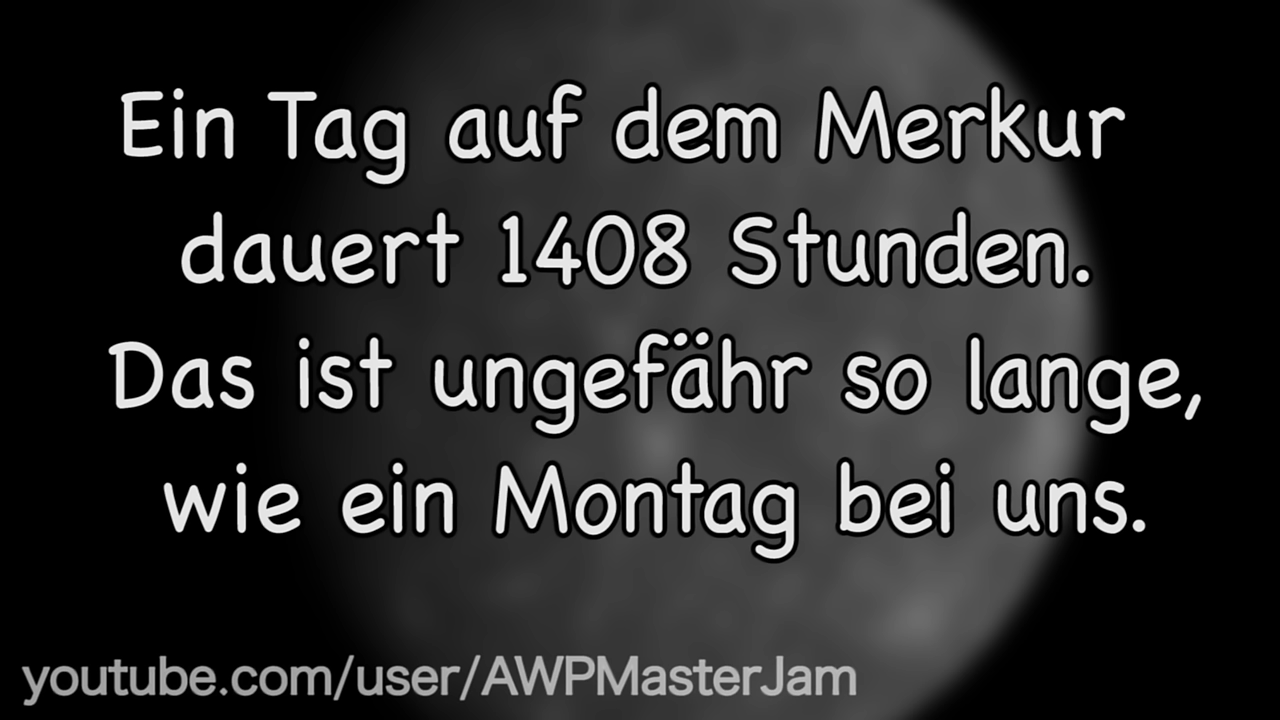 Ein Tag auf dem Merkur
dauert 1408 Stunden.
Das ist ungefähr so lange,
wie ein Montag bei uns.
youtube.com/user/AWPMasterJam